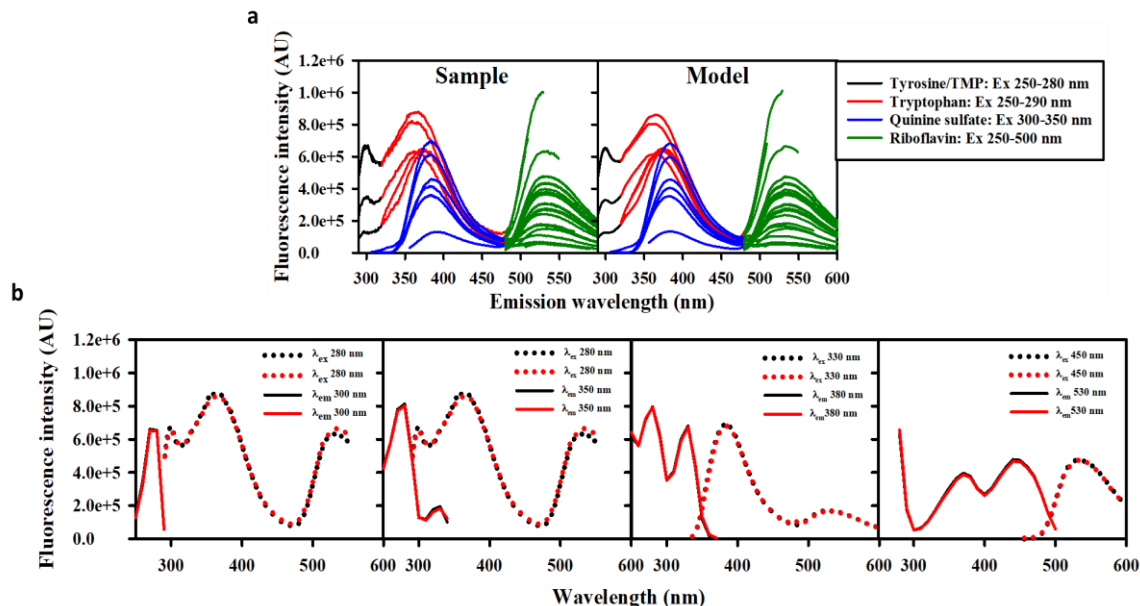 a
Fluorescence intensity (AU)
1.2e+6
1.0e+6
8.0e+5
6.0e+5
4.0e+5
2.0e+5
0.0
Sample
Model
300 350 400 450 500 550 300 350 400 450 500 550 600
Emission wavelength (nm)
Tyrosine/TMP: Ex 250-280 nm
Tryptophan: Ex 250-290 nm
Quinine sulfate: Ex 300-350 nm
Riboflavin: Ex 250-500 nm
b
Fluorescence intensity (AU)
1.2e+6
1.0e+6
8.0e+5
6.0e+5
4.0e+5
2.0e+5
0.0
λex 280 nm
λex 280 nm
λem 300 nm
λem 300 nm
λex 280 nm
λex 280 nm
λem 350 nm
λem 350 nm
λex 330 nm
λex 330 nm
λem 380 nm
λem 380 nm
λex 450 nm
λex 450 nm
λem 530 nm
λem 530 nm
300 400 500 600 300 400 500 600 300 400 500 600 300 400 500 600
Wavelength (nm)